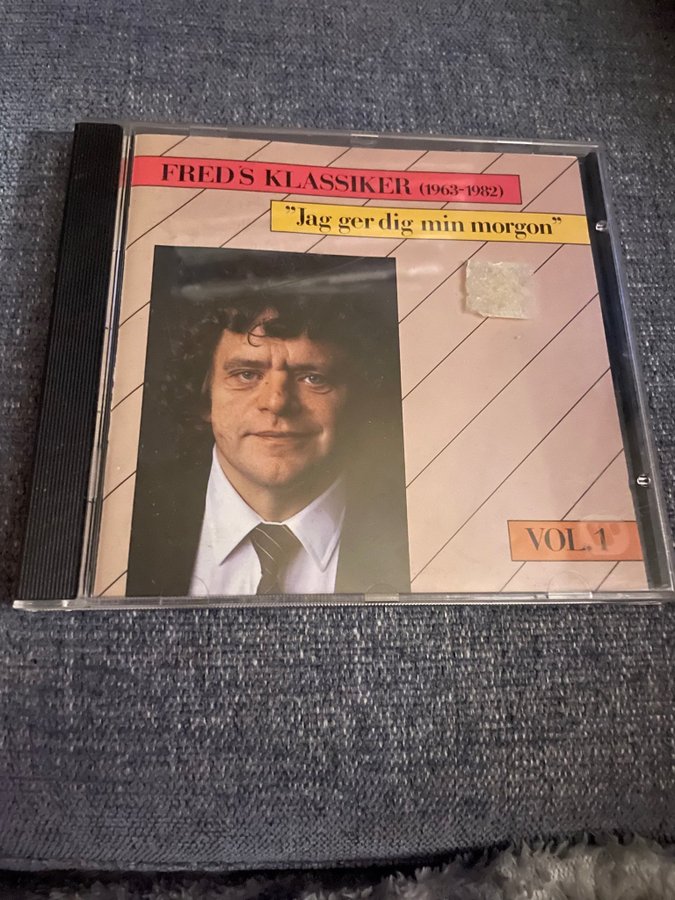 FRED'S KLASSIKER (1963-1982)
"Jag ger dig min morgon"
VOL. 1